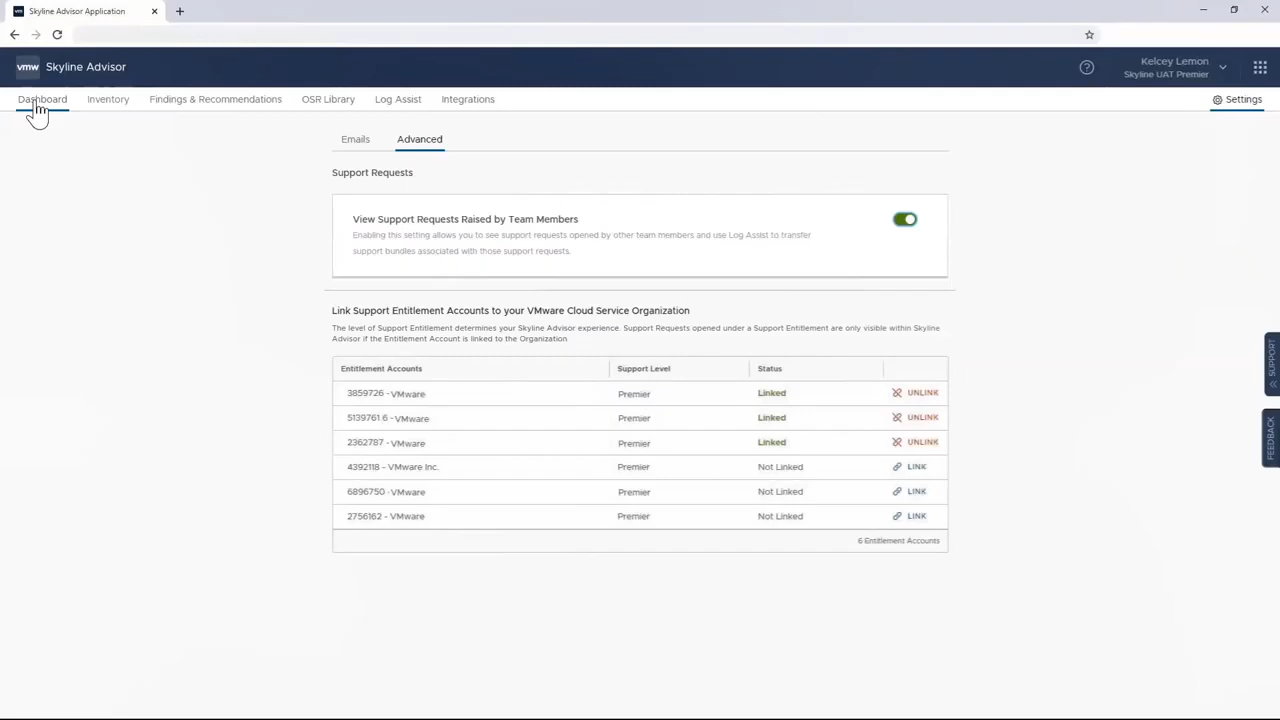 Skyline Advisor Application
vmw Skyline Advisor
Kelcey Lemon
Skyline UAT Premier
Dashboard Inventory Findings & Recommendations OSR Library Log Assist Integrations Settings
Emails Advanced
Support Requests
View Support Requests Raised by Team Members
Enabling this setting allows you to see support requests opened by other team members and use Log Assist to transfer
support bundles associated with those support requests.
Link Support Entitlement Accounts to your VMware Cloud Service Organization
The level of Support Entitlement determines your Skyline Advisor experience. Support Requests opened under a Support Entitlement are only visible within Skyline
Advisor if the Entitlement Account is linked to the Organization
Entitlement Accounts Support Level Status
3859726 - VMware Premier Linked UNLINK
5139761 6 - VMware Premier Linked UNLINK
2362787 - VMware Premier Linked UNLINK
4392118 - VMware Inc. Premier Not Linked LINK
6896750 - VMware Premier Not Linked LINK
2756162 - VMware Premier Not Linked LINK
6 Entitlement Accounts
SUPPORT
FEEDBACK